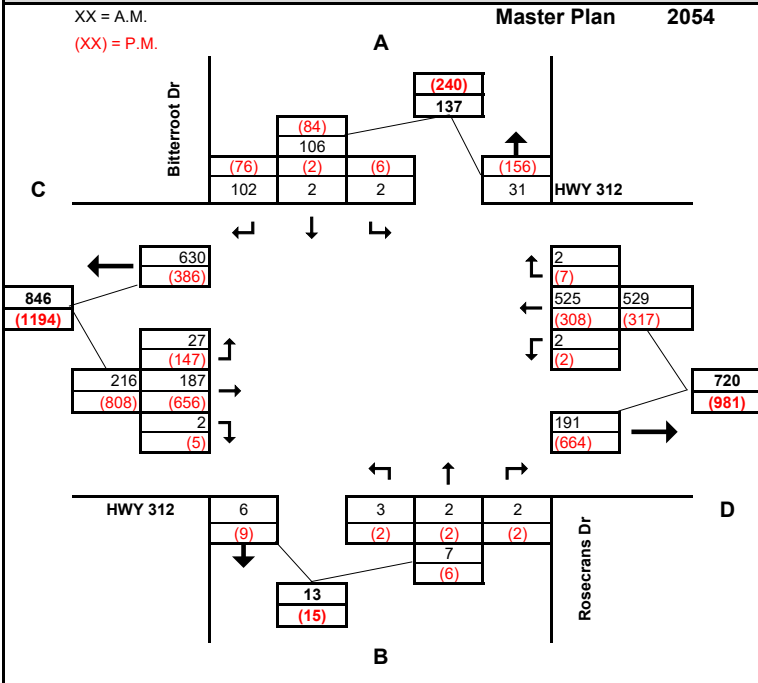 XX = A.M.
Master Plan 2054
(XX) = P.M.
A
Bitterroot Dr
(240)
137
(84)
106
(76) (2) (6) (156)
C
102 2 2 31 HWY 312
630
(386)
2
(7)
846
(1194)
525 529
(308) (317)
2
(2)
27
(147)
216 187
(808) (656)
2
(5)
720
(981)
191
(664)
HWY 312
6 3 2 2
(9) (2) (2) (2)
D
Rosecrans Dr
7
(6)
13
(15)
B